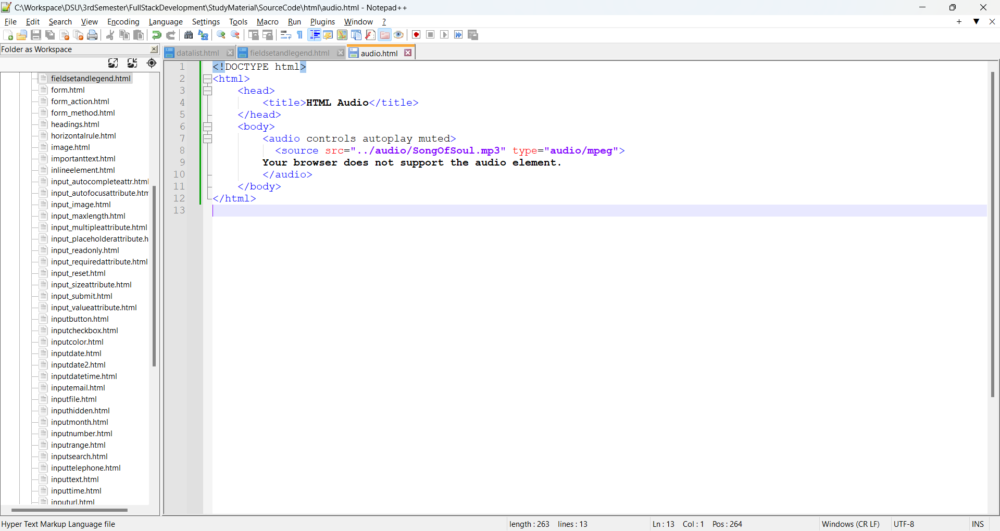 C:\Workspace\DSU\3rdSemester\FullStackDevelopment\StudyMaterial\SourceCode\html\audio.html - Notepad++
File Edit Search View Encoding Language Settings Tools Macro Run Plugins Window ?
Folder as Workspace
datalist.html fieldsetandlegend.html audio.html
fieldsetandlegend.html
form.html
form_action.html
form_method.html
headings.html
horizontalrule.html
image.html
importanttext.html
inlineelement.html
input_autocompleteattr.html
input_autofocusattribute.htm
input_image.html
input_maxlength.html
input_multipleattribute.html
input_placeholderattribute.h
input_readonly.html
input_requiredattribute.html
input_reset.html
input_sizeattribute.html
input_submit.html
input_valueattribute.html
inputbutton.html
inputcheckbox.html
inputcolor.html
inputdate.html
inputdate2.html
inputdatetime.html
inputemail.html
inputfile.html
inputhidden.html
inputmonth.html
inputnumber.html
inputrange.html
inputsearch.html
inputtelephone.html
inputtext.html
inputtime.html
inputurl.html
1 <!DOCTYPE html>
2 <html>
3 <head>
4 <title>HTML Audio</title>
5 </head>
6 <body>
7 <audio controls autoplay muted>
8 <source src="../audio/SongOfSoul.mp3" type="audio/mpeg">
9 Your browser does not support the audio element.
10 </audio>
11 </body>
12 </html>
13
Hyper Text Markup Language file length : 263 lines : 13 Ln : 13 Col : 1 Pos : 264 Windows (CR LF) UTF-8 INS